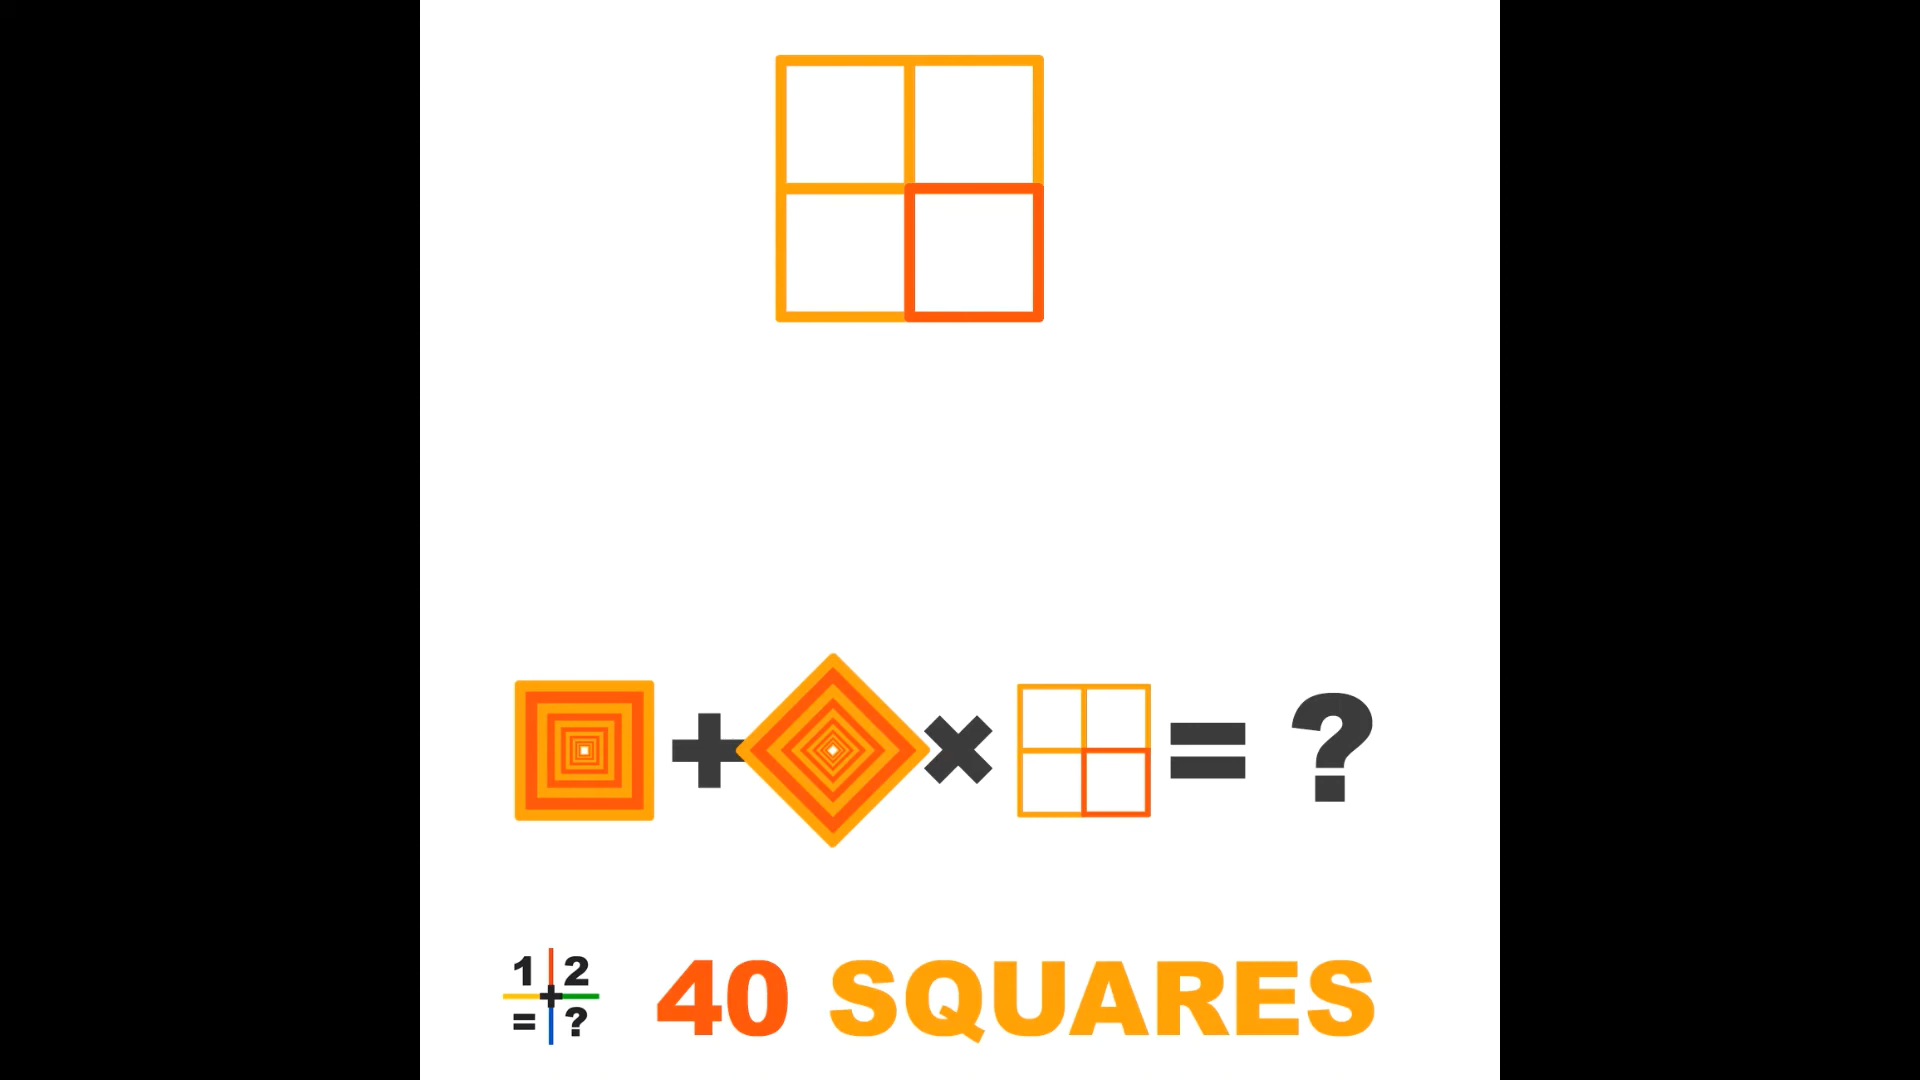 + × = ?
1 2
+
= ?
40 SQUARES